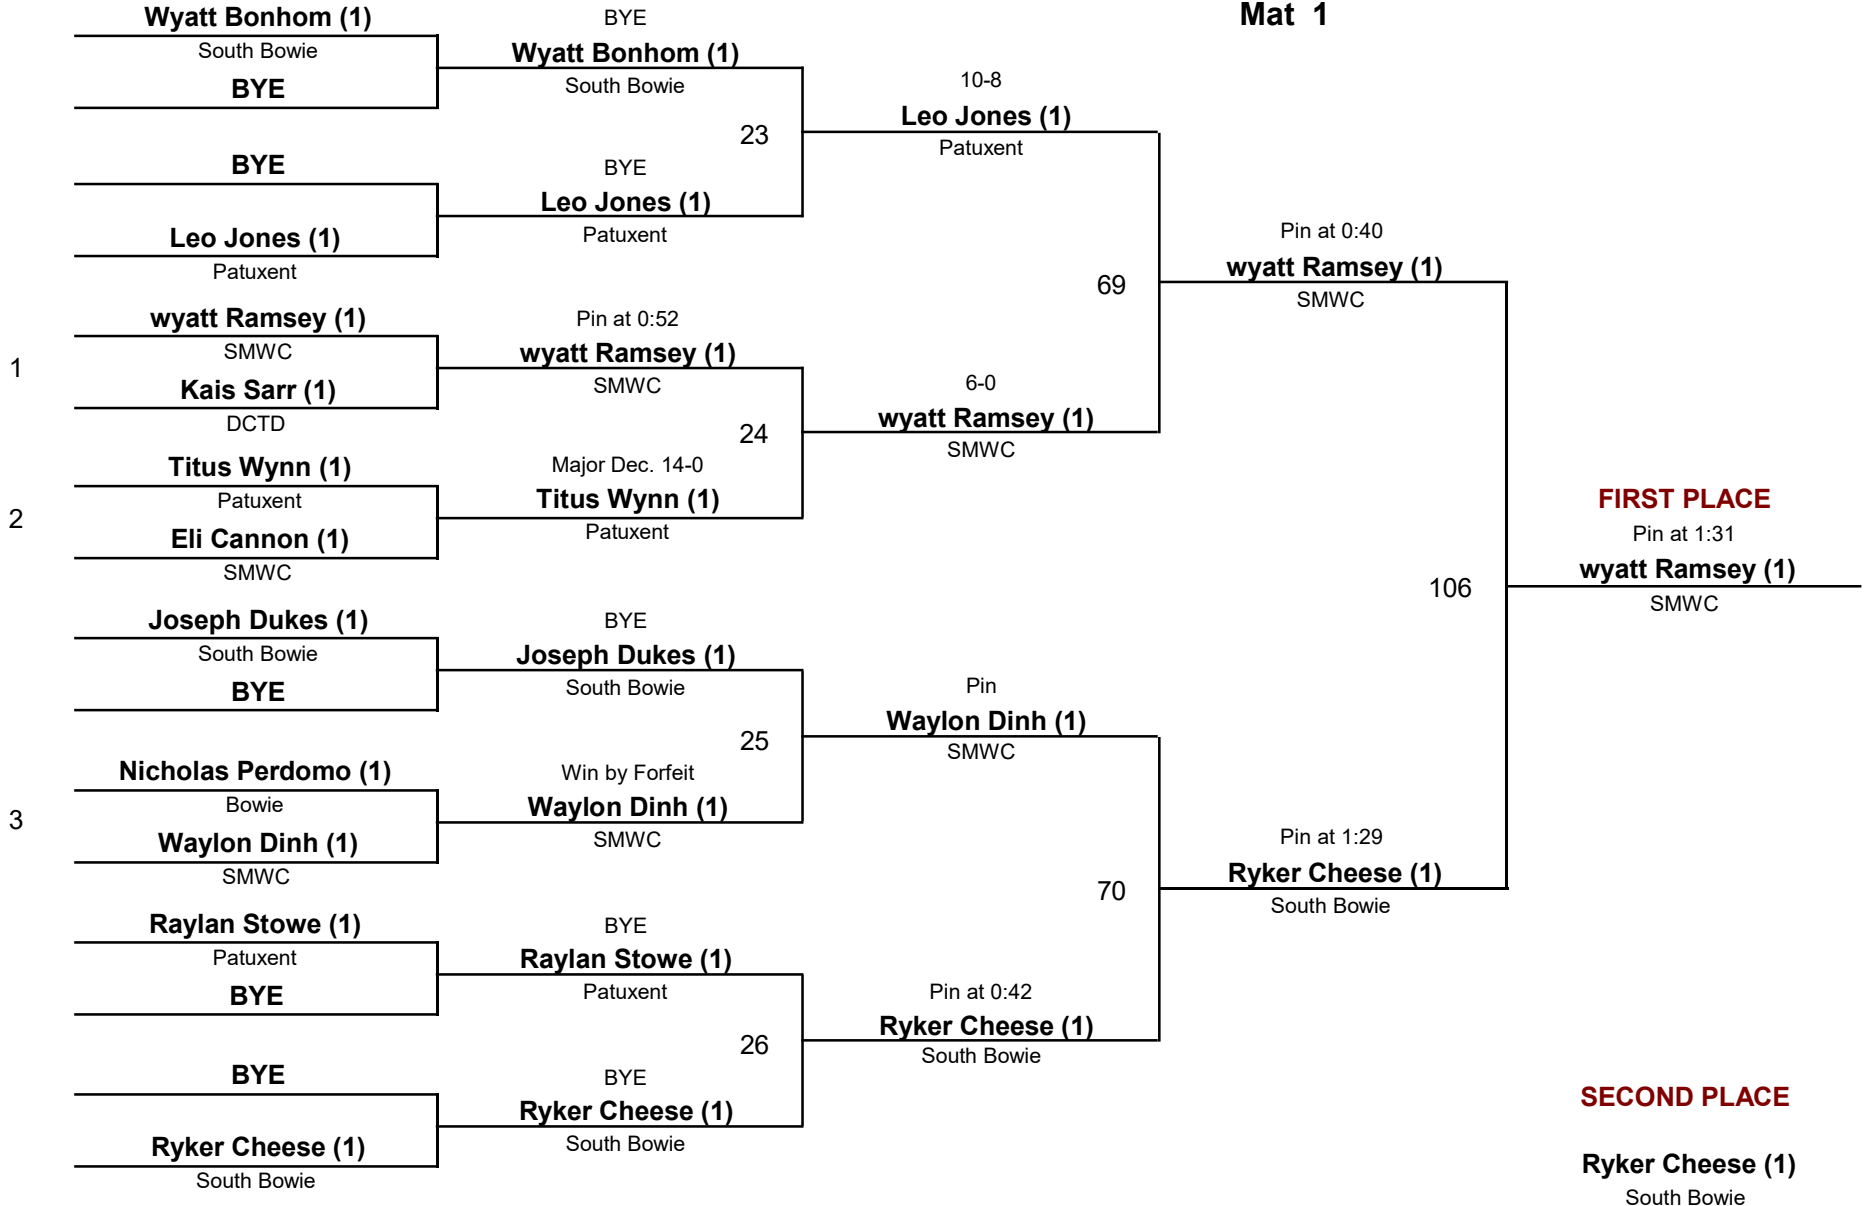 Mat 1
Wyatt Bonhom (1)
South Bowie
BYE
BYE
Leo Jones (1)
Patuxent
1
wyatt Ramsey (1)
SMWC
Kais Sarr (1)
DCTD
2
Titus Wynn (1)
Patuxent
Eli Cannon (1)
SMWC
Joseph Dukes (1)
South Bowie
BYE
3
Nicholas Perdomo (1)
Bowie
Waylon Dinh (1)
SMWC
Raylan Stowe (1)
Patuxent
BYE
BYE
Ryker Cheese (1)
South Bowie
BYE
Wyatt Bonhom (1)
South Bowie
23
BYE
Leo Jones (1)
Patuxent
Pin at 0:52
wyatt Ramsey (1)
SMWC
24
Major Dec. 14-0
Titus Wynn (1)
Patuxent
BYE
Joseph Dukes (1)
South Bowie
25
Win by Forfeit
Waylon Dinh (1)
SMWC
BYE
Raylan Stowe (1)
Patuxent
26
BYE
Ryker Cheese (1)
South Bowie
10-8
Leo Jones (1)
Patuxent
69
6-0
wyatt Ramsey (1)
SMWC
Pin
Waylon Dinh (1)
SMWC
70
Pin at 0:42
Ryker Cheese (1)
South Bowie
Pin at 0:40
wyatt Ramsey (1)
SMWC
106
Pin at 1:29
Ryker Cheese (1)
South Bowie
FIRST PLACE
Pin at 1:31
wyatt Ramsey (1)
SMWC
SECOND PLACE
Ryker Cheese (1)
South Bowie